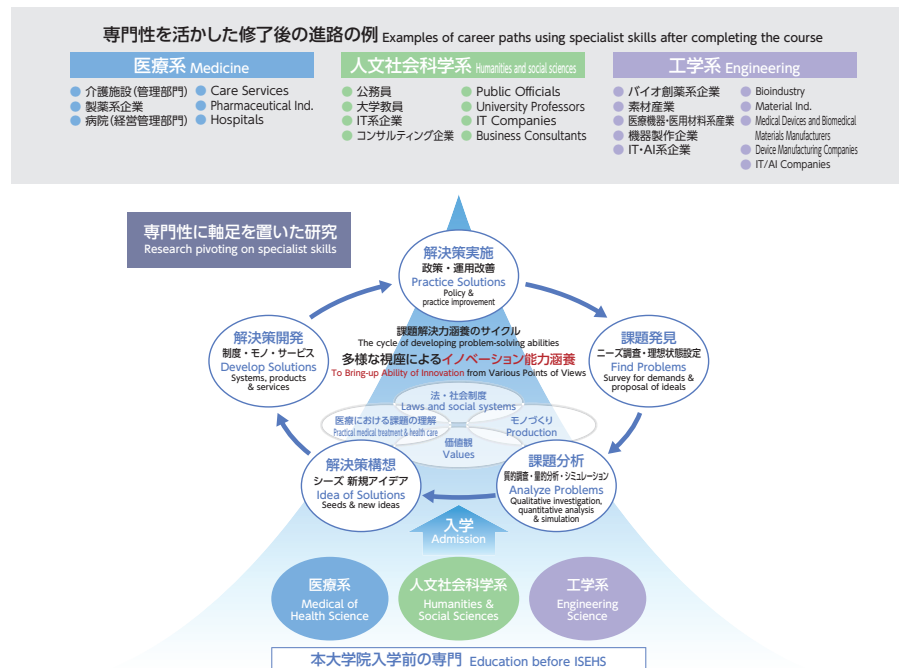 専門性を活かした修了後の進路の例 Examples of career paths using specialist skills after completing the course
医療系 Medicine
介護施設(管理部門)
製薬系企業
病院(経営管理部門)
Care Services
Pharmaceutical Ind.
Hospitals
人文社会科学系 Humanities and social sciences
公務員
大学教員
IT系企業
コンサルティング企業
Public Officials
University Professors
IT Companies
Business Consultants
工学系 Engineering
バイオ創薬系企業
素材産業
医療機器・医用材料系産業
機器製作企業
IT・AI系企業
Bioindustry
Material Ind.
Medical Devices and Biomedical
Materials Manufacturers
Device Manufacturing Companies
IT/AI Companies
専門性に軸足を置いた研究
Research pivoting on specialist skills
解決策実施
政策・運用改善
Practice Solutions
Policy &
practice improvement
解決策開発
制度・モノ・サービス
Develop Solutions
Systems, products
& services
課題解決力涵養のサイクル
The cycle of developing problem-solving abilities
多様な視座によるイノベーション能力涵養
To Bring-up Ability of Innovation from Various Points of Views
課題発見
ニーズ調査・理想状態設定
Find Problems
Survey for demands &
proposal of ideals
法・社会制度
Laws and social systems
医療における課題の理解
Practical medical treatment & health care
モノづくり
Production
価値観
Values
解決策構想
シーズ 新規アイデア
Idea of Solutions
Seeds & new ideas
課題分析
質的調査・量的分析・シミュレーション
Analyze Problems
Qualitative investigation,
quantitative analysis
& simulation
入学
Admission
医療系
Medical of
Health Science
人文社会科学系
Humanities &
Social Sciences
工学系
Engineering
Science
本大学院入学前の専門 Education before ISEHS